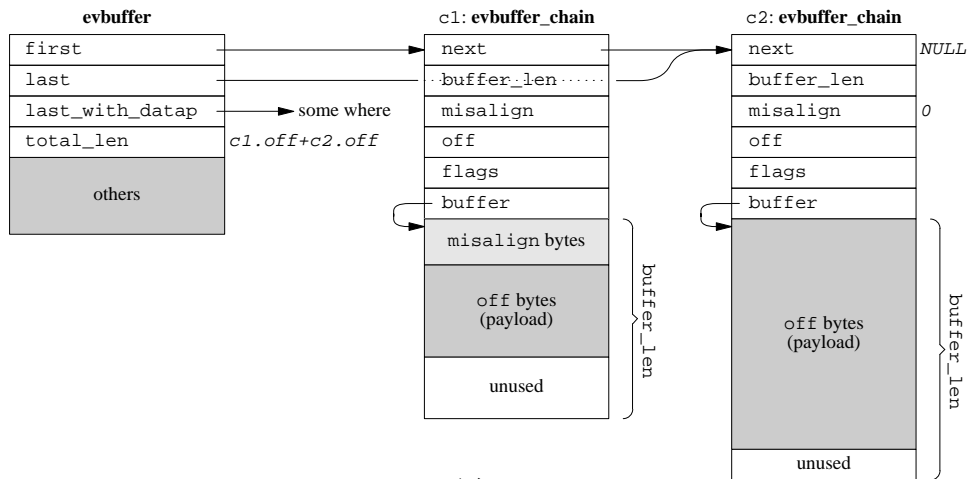 evbuffer
first
last
last_with_datap
some where
total_len
c1.off+c2.off
others
c1: evbuffer_chain
next
buffer_len
misalign
off
flags
buffer
misalign bytes
off bytes
(payload)
unused
buffer_len
c2: evbuffer_chain
next
NULL
buffer_len
misalign
0
off
flags
buffer
off bytes
(payload)
unused
buffer_len